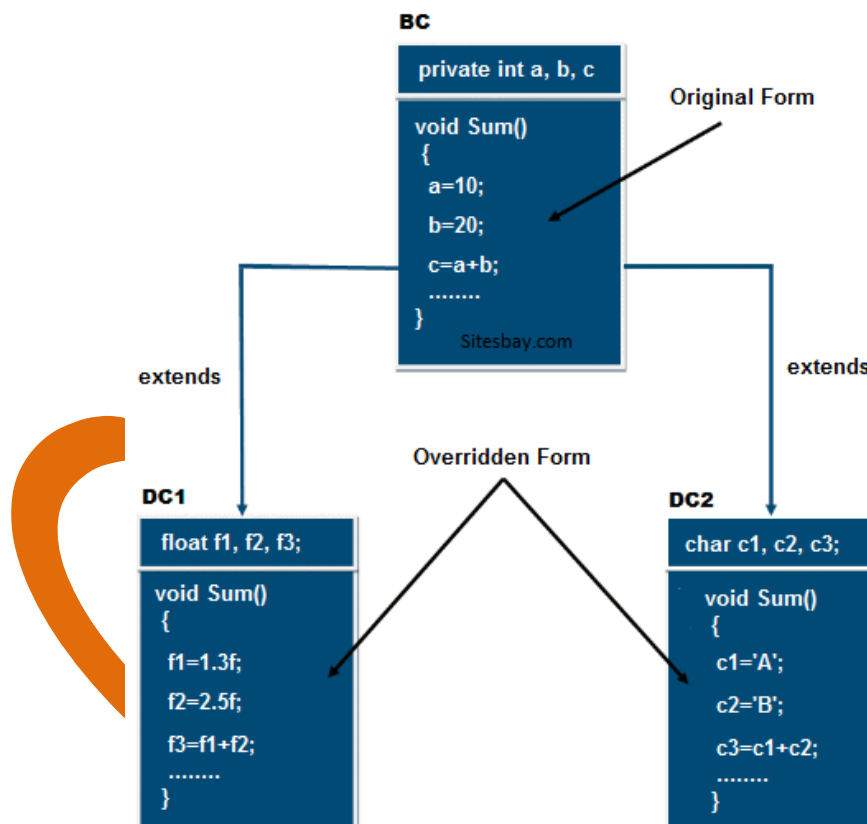 BC
private int a, b, c
Original Form
void Sum()
{
a=10;
b=20;
c=a+b;
........
}
Sitesbay.com
extends
extends
Overridden Form
DC1
float f1, f2, f3;
void Sum()
{
f1=1.3f;
f2=2.5f;
f3=f1+f2;
........
}
DC2
char c1, c2, c3;
void Sum()
{
c1='A';
c2='B';
c3=c1+c2;
........
}